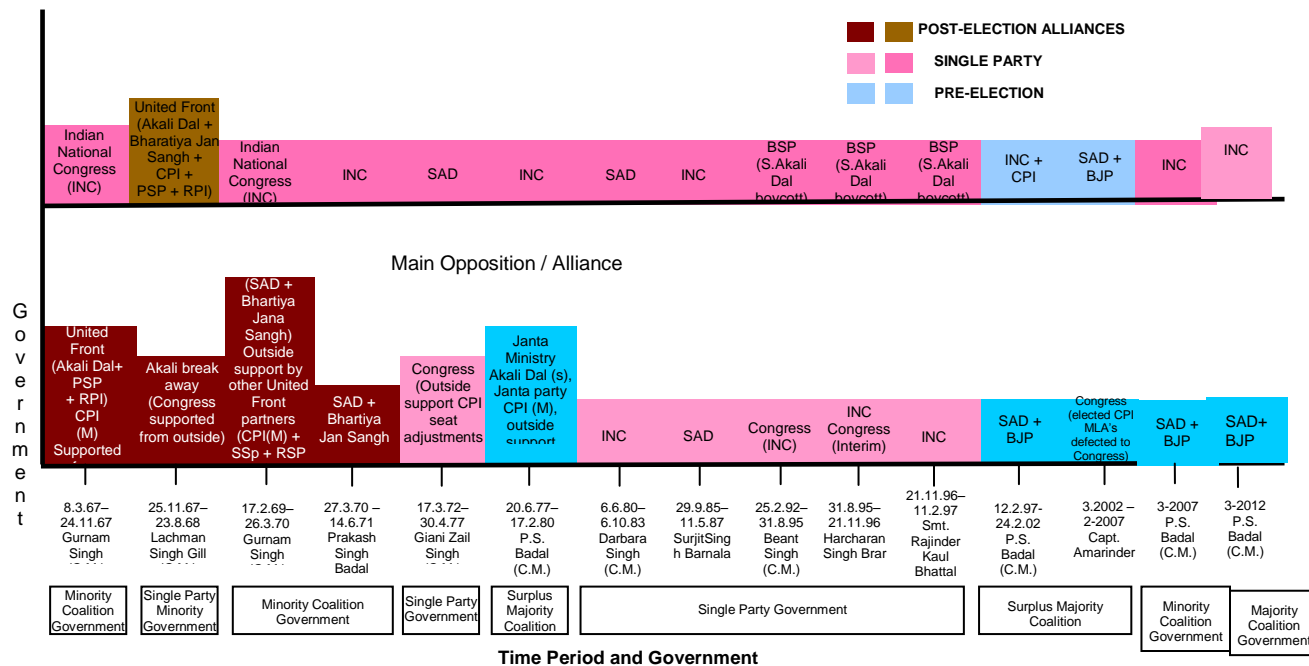 POST-ELECTION ALLIANCES
SINGLE PARTY
PRE-ELECTION
Indian
National
Congress
(INC)
United Front
(Akali Dal +
Bharatiya Jan
Sangh +
CPI +
PSP + RPI)
Indian
National
Congress
(INC)
INC
SAD
INC
SAD
INC
BSP
(S.Akali
Dal
boycott)
BSP
(S.Akali
Dal
boycott)
BSP
(S.Akali
Dal
boycott)
INC +
CPI
SAD +
BJP
INC
INC
Main Opposition / Alliance
Government
United
Front
(Akali Dal+
PSP
+ RPI)
CPI
(M)
Supported
Akali break
away
(Congress
supported
from outside)
(SAD +
Bhartiya
Jana
Sangh)
Outside
support by
other United
Front
partners
(CPI(M) +
SSp + RSP
SAD +
Bhartiya
Jan Sangh
Congress
(Outside
support CPI
seat
adjustments
Janta
Ministry
Akali Dal (s),
Janta party
CPI (M),
outside
support
INC
SAD
Congress
(INC)
INC
Congress
(Interim)
INC
SAD +
BJP
Congress
(elected CPI
MLA's
defected to
Congress)
SAD +
BJP
SAD+
BJP
8.3.67–
24.11.67
Gurnam
Singh
25.11.67–
23.8.68
Lachman
Singh Gill
17.2.69–
26.3.70
Gurnam
Singh
27.3.70 –
14.6.71
Prakash
Singh
Badal
17.3.72–
30.4.77
Giani Zail
Singh
20.6.77–
17.2.80
P.S.
Badal
(C.M.)
6.6.80–
6.10.83
Darbara
Singh
(C.M.)
29.9.85–
11.5.87
SurjitSing
h Barnala
25.2.92–
31.8.95
Beant
Singh
(C.M.)
31.8.95–
21.11.96
Harcharan
Singh Brar
21.11.96–
11.2.97
Smt.
Rajinder
Kaul
Bhattal
12.2.97-
24.2.02
P.S.
Badal
(C.M.)
3.2002 –
2-2007
Capt.
Amarinder
3-2007
P.S.
Badal
(C.M.)
3-2012
P.S.
Badal
(C.M.)
Minority
Coalition
Government
Single Party
Minority
Government
Minority Coalition
Government
Single Party
Government
Surplus
Majority
Coalition
Single Party Government
Surplus Majority
Coalition
Minority
Coalition
Government
Majority
Coalition
Government
Time Period and Government